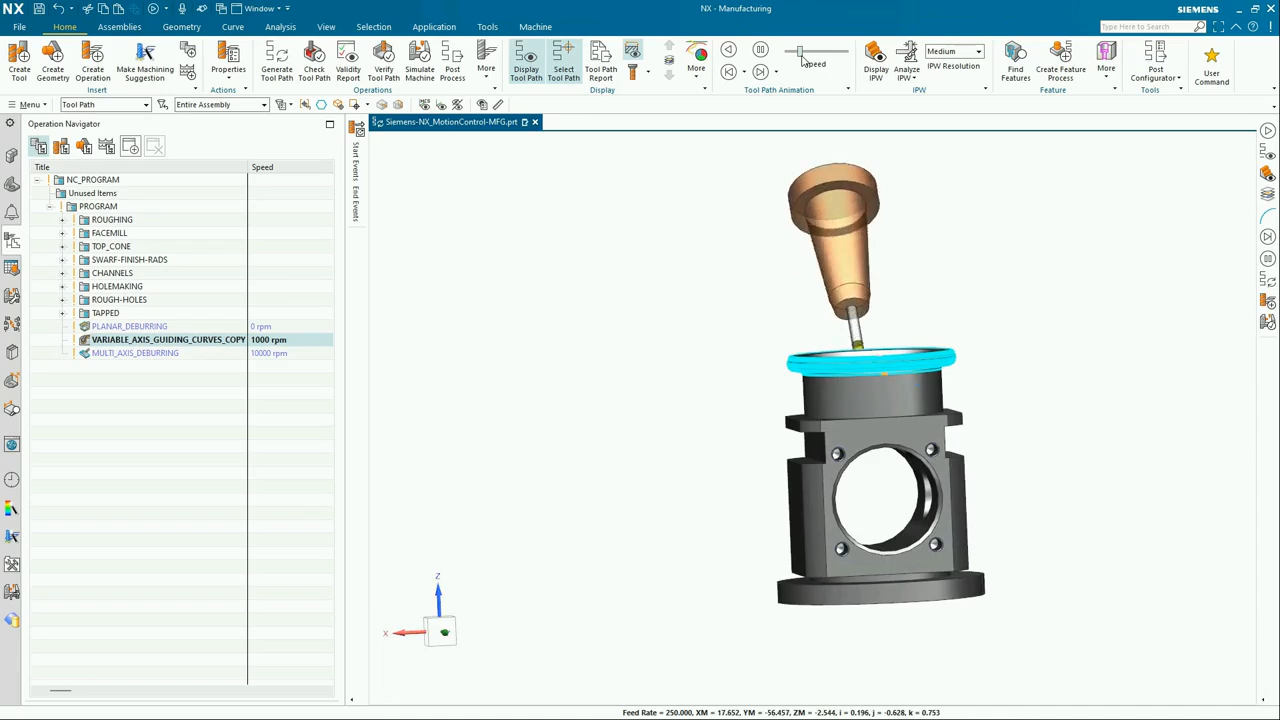 NX
Window
NX - Manufacturing
SIEMENS
File
Home
Assemblies
Geometry
Curve
Analysis
View
Selection
Application
Tools
Machine
Type Here to Search
Create Tool
Create Geometry
Create Operation
Make Machining Suggestion
Properties
Generate Tool Path
Check Tool Path
Validity Report
Verify Tool Path
Simulate Machine
Post Process
More
Display Tool Path
Select Tool Path
Tool Path Report
More
Speed
Display IPW
Analyze IPW
Medium
IPW Resolution
Find Features
Create Feature Process
More
Post Configurator
User Command
Insert
Actions
Operations
Display
Tool Path Animation
IPW
Feature
Tools
Menu
Tool Path
Entire Assembly
Operation Navigator
Siemens-NX_MotionControl-MFG.prt
Start Events
End Events
Title
Speed
NC_PROGRAM
Unused Items
PROGRAM
ROUGHING
FACEMILL
TOP_CONE
SWARF-FINISH-RADS
CHANNELS
HOLEMAKING
ROUGH-HOLES
TAPPED
PLANAR_DEBURRING 0 rpm
VARIABLE_AXIS_GUIDING_CURVES_COPY 1000 rpm
MULTI_AXIS_DEBURRING 10000 rpm
Z
X
Feed Rate = 250.000, XM = 17.652, YM = -56.457, ZM = -2.544, i = 0.196, j = -0.628, k = 0.753